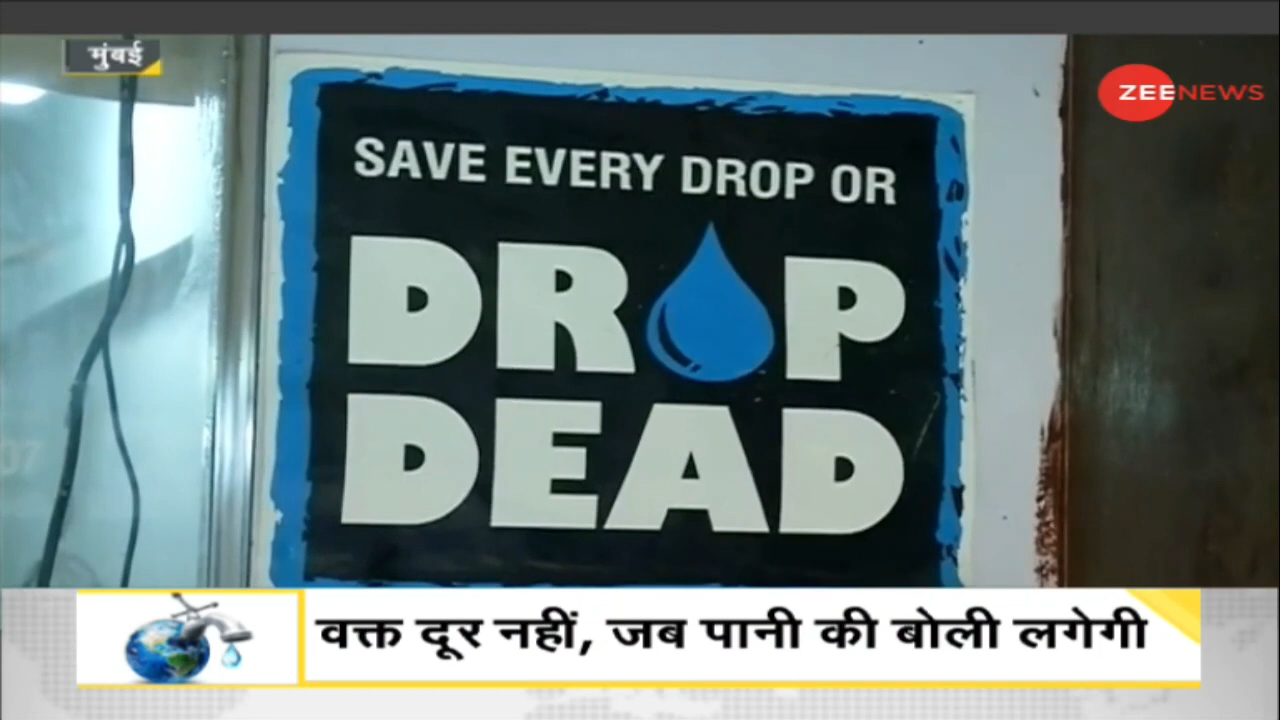 मुंबई
ZEENEWS
SAVE EVERY DROP OR
DROP
DEAD
वक्त दूर नहीं, जब पानी की बोली लगेगी